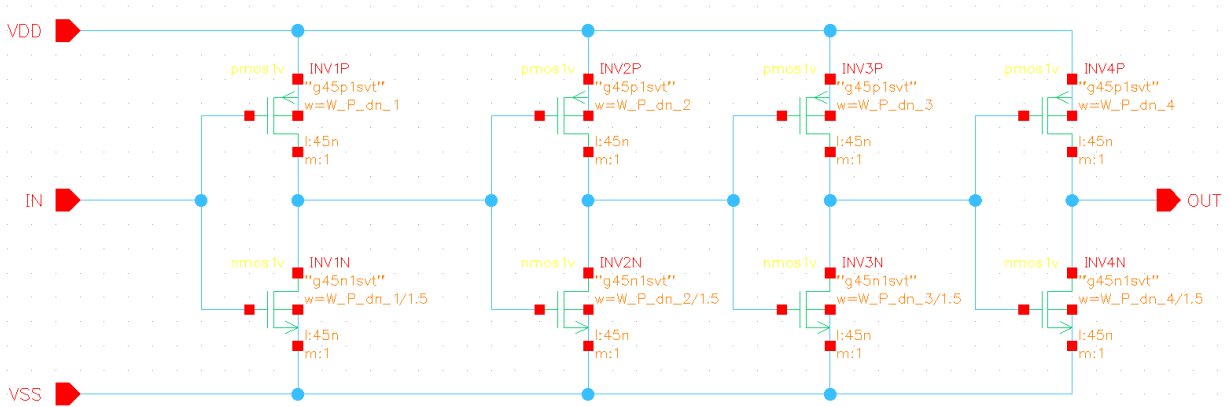 VDD
pmos1v
INV1P
"g45p1svt"
w=W_P_dn_1
l:45n
m:1
pmos1v
INV2P
"g45p1svt"
w=W_P_dn_2
l:45n
m:1
pmos1v
INV3P
"g45p1svt"
w=W_P_dn_3
l:45n
m:1
pmos1v
INV4P
"g45p1svt"
w=W_P_dn_4
l:45n
m:1
IN
OUT
nmos1v
INV1N
"g45n1svt"
w=W_P_dn_1/1.5
l:45n
m:1
nmos1v
INV2N
"g45n1svt"
w=W_P_dn_2/1.5
l:45n
m:1
nmos1v
INV3N
"g45n1svt"
w=W_P_dn_3/1.5
l:45n
m:1
nmos1v
INV4N
"g45n1svt"
w=W_P_dn_4/1.5
l:45n
m:1
VSS